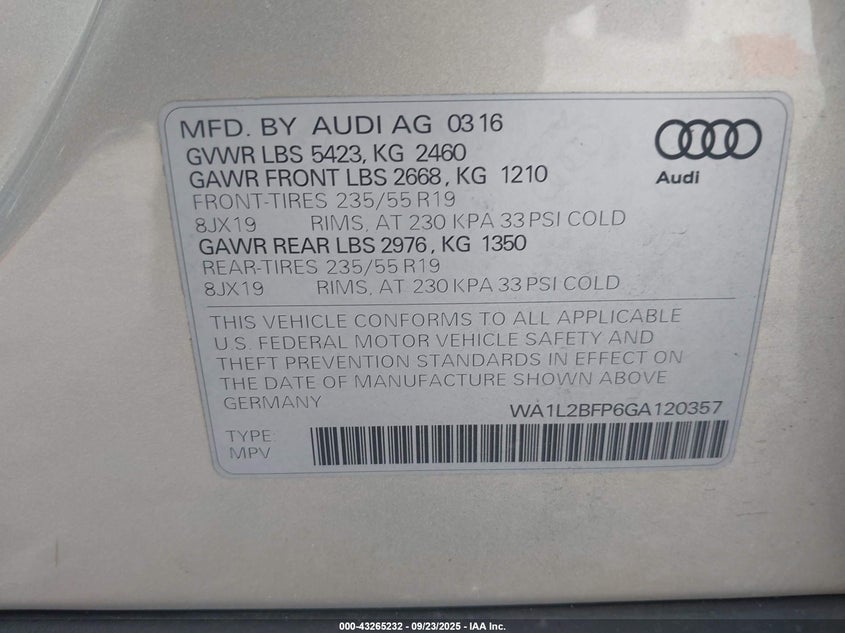 MFD. BY AUDI AG 03 16
GVWR LBS 5423, KG 2460
GAWR FRONT LBS 2668, KG 1210
FRONT-TIRES 235/55 R19
8JX19 RIMS, AT 230 KPA 33 PSI COLD
GAWR REAR LBS 2976, KG 1350
REAR-TIRES 235/55 R19
8JX19 RIMS, AT 230 KPA 33 PSI COLD
Audi
THIS VEHICLE CONFORMS TO ALL APPLICABLE
U.S. FEDERAL MOTOR VEHICLE SAFETY AND
THEFT PREVENTION STANDARDS IN EFFECT ON
THE DATE OF MANUFACTURE SHOWN ABOVE
GERMANY
WA1L2BFP6GA120357
TYPE:
MPV
000-43265232 - 09/23/2025 - IAA Inc.